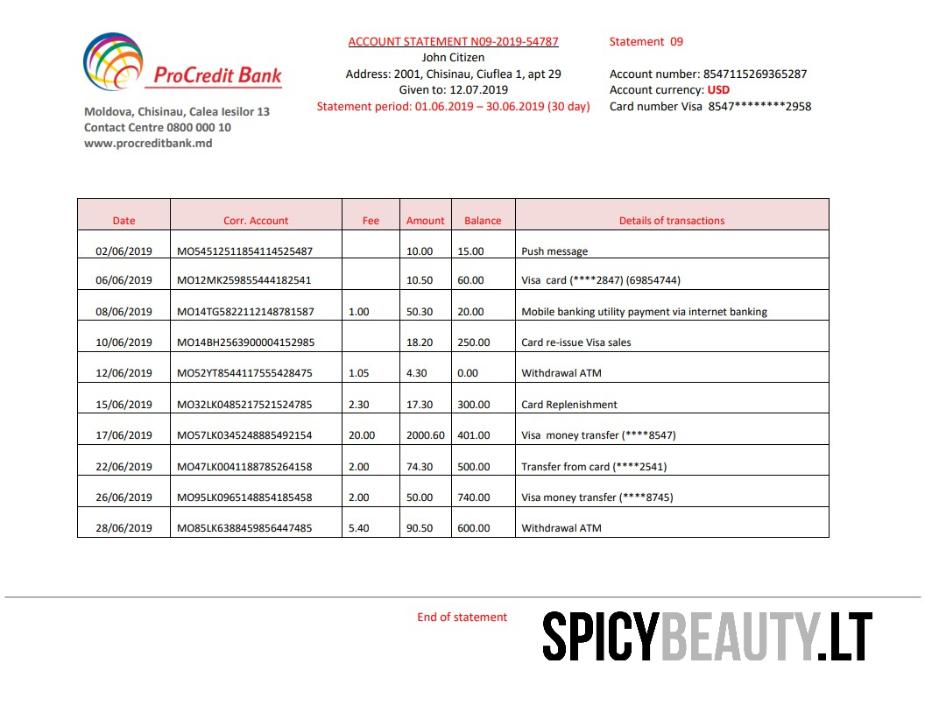 ProCredit Bank
Moldova, Chisinau, Calea Iesilor 13
Contact Centre 0800 000 10
www.procreditbank.md
ACCOUNT STATEMENT N09-2019-54787
John Citizen
Address: 2001, Chisinau, Ciuflea 1, apt 29
Given to: 12.07.2019
Statement period: 01.06.2019 – 30.06.2019 (30 day)
Statement 09
Account number: 8547115269365287
Account currency: USD
Card number Visa 8547********2958
Date Corr. Account Fee Amount Balance Details of transactions
02/06/2019 MO54512511854114525487 10.00 15.00 Push message
06/06/2019 MO12MK259855444182541 10.50 60.00 Visa card (****2847) (69854744)
08/06/2019 MO14TG5822112148781587 1.00 50.30 20.00 Mobile banking utility payment via internet banking
10/06/2019 MO14BH2563900004152985 18.20 250.00 Card re-issue Visa sales
12/06/2019 MO52YT8544117555428475 1.05 4.30 0.00 Withdrawal ATM
15/06/2019 MO32LK0485217521524785 2.30 17.30 300.00 Card Replenishment
17/06/2019 MO57LK0345248885492154 20.00 2000.60 401.00 Visa money transfer (****8547)
22/06/2019 MO47LK0041188785264158 2.00 74.30 500.00 Transfer from card (****2541)
26/06/2019 MO95LK0965148854185458 2.00 50.00 740.00 Visa money transfer (****8745)
28/06/2019 MO85LK6388459856447485 5.40 90.50 600.00 Withdrawal ATM
End of statement
SPICYBEAUTY.LT